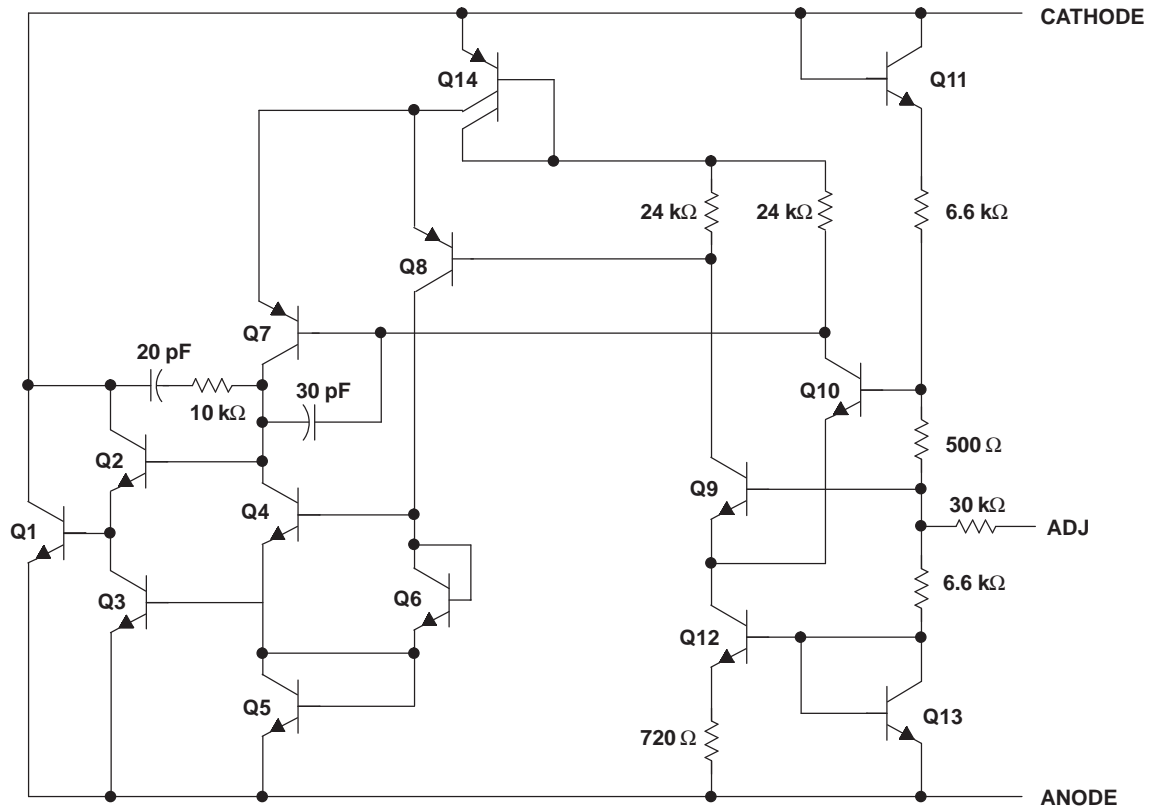 CATHODE
Q14
Q11
24 kΩ
24 kΩ
6.6 kΩ
Q8
Q7
20 pF
30 pF
10 kΩ
Q10
500 Ω
Q2
Q9
30 kΩ
Q4
Q1
ADJ
Q3
Q6
6.6 kΩ
Q12
Q5
Q13
720 Ω
ANODE